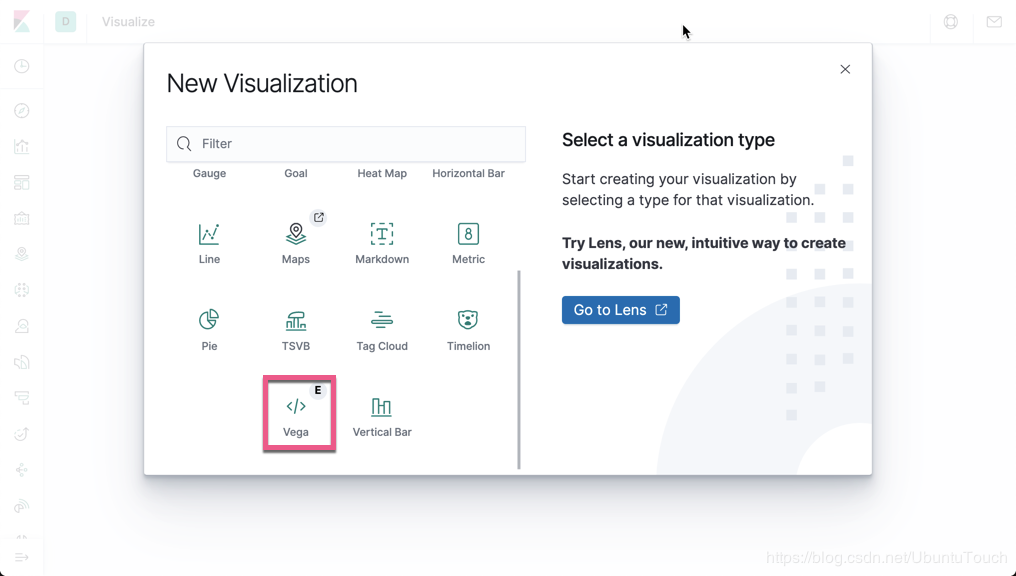 D Visualize
New Visualization
Filter
Gauge Goal Heat Map Horizontal Bar
Line Maps Markdown Metric
8
Pie TSVB Tag Cloud Timelion
E
Vega Vertical Bar
Select a visualization type
Start creating your visualization by
selecting a type for that visualization.
Try Lens, our new, intuitive way to create
visualizations.
Go to Lens
https://blog.csdn.net/UbuntuTouch